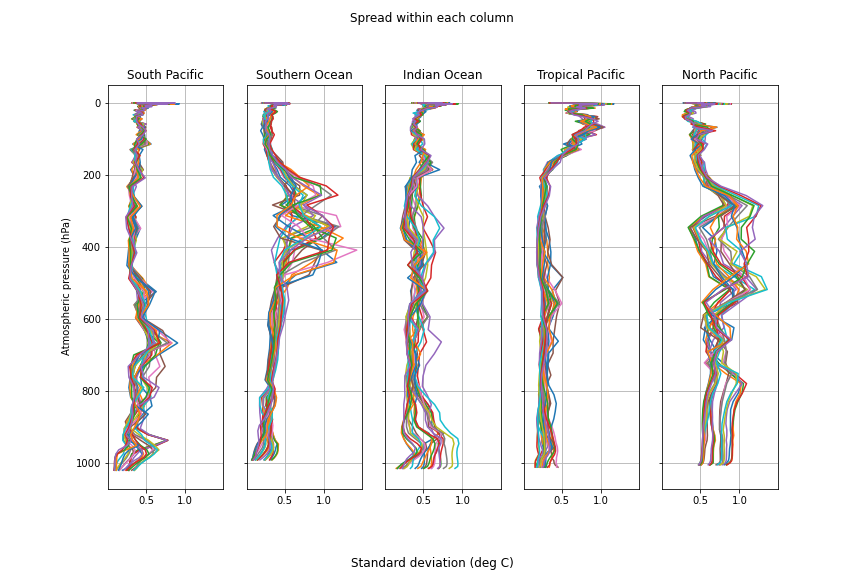 Spread within each column
South Pacific Southern Ocean Indian Ocean Tropical Pacific North Pacific
0
200
400
600
800
1000
Atmospheric pressure (hPa)
0.5 1.0 0.5 1.0 0.5 1.0 0.5 1.0 0.5 1.0
Standard deviation (deg C)